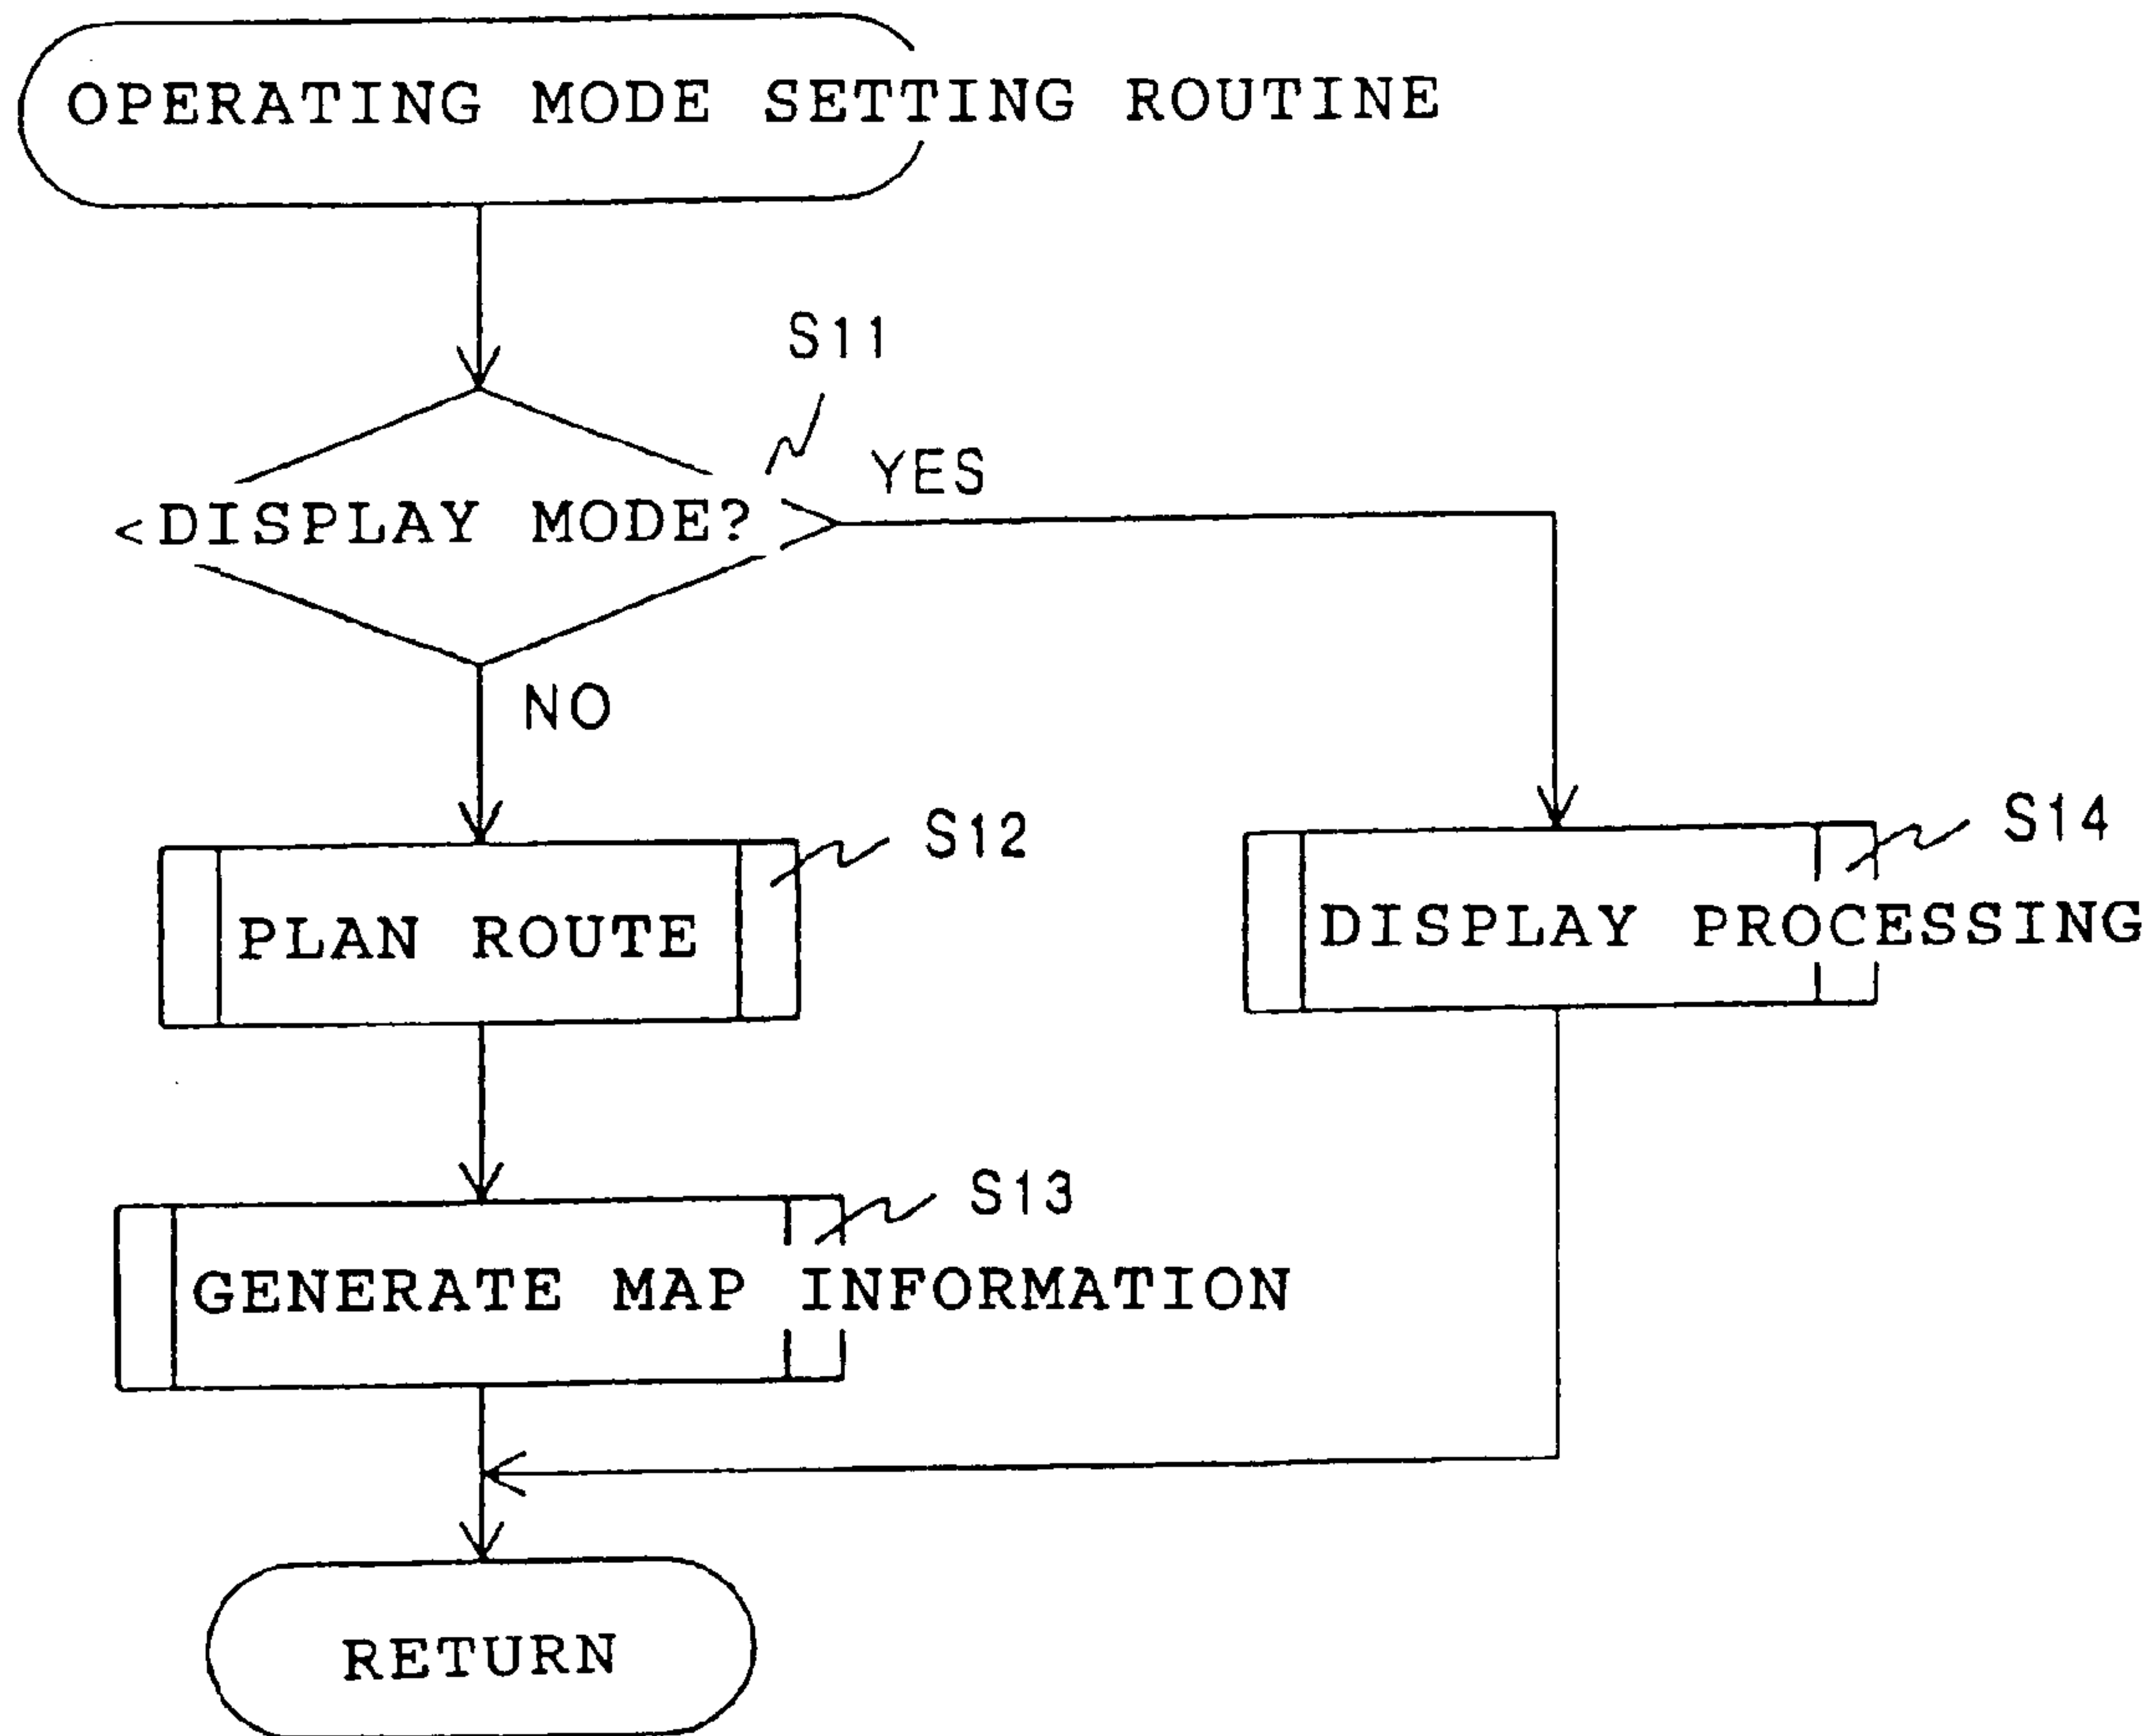 OPERATING MODE SETTING ROUTINE
S11
<DISPLAY MODE?
YES
NO
S12
PLAN ROUTE
S14
DISPLAY PROCESSING
S13
GENERATE MAP INFORMATION
RETURN